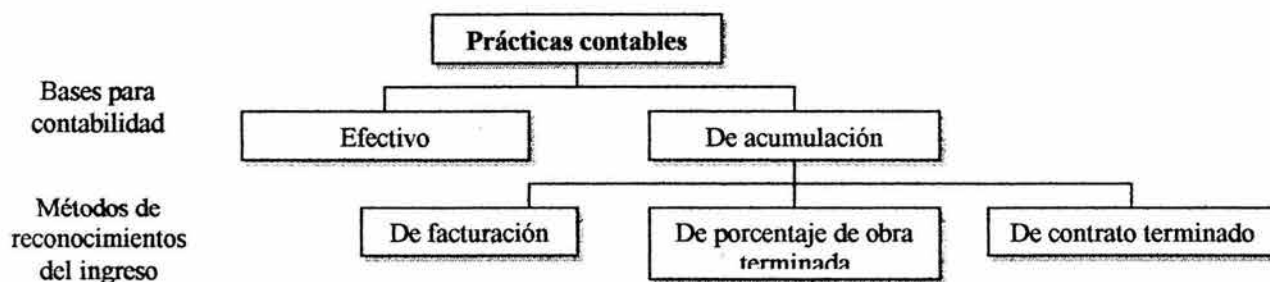 Prácticas contables
Bases para
contabilidad
Efectivo
De acumulación
Métodos de
reconocimientos
del ingreso
De facturación
De porcentaje de obra
terminada
De contrato terminado